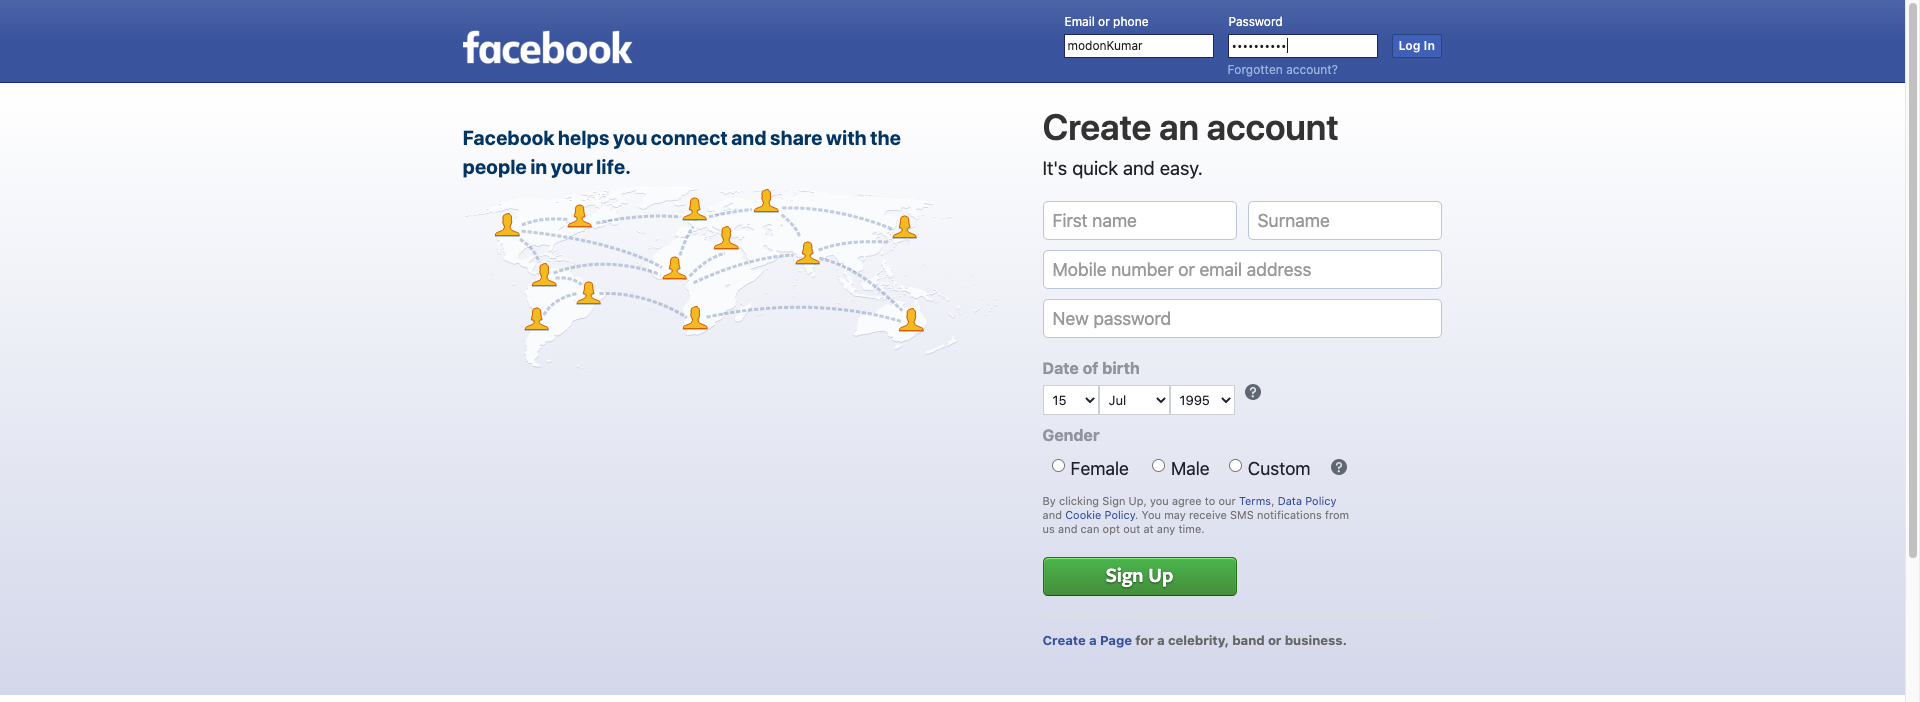 facebook
Email or phone
Password
modonKumar
••••••••••
Log In
Forgotten account?
Facebook helps you connect and share with the
people in your life.
Create an account
It's quick and easy.
First name
Surname
Mobile number or email address
New password
Date of birth
15 Jul 1995
?
Gender
Female Male Custom
?
By clicking Sign Up, you agree to our Terms, Data Policy
and Cookie Policy. You may receive SMS notifications from
us and can opt out at any time.
Sign Up
Create a Page for a celebrity, band or business.